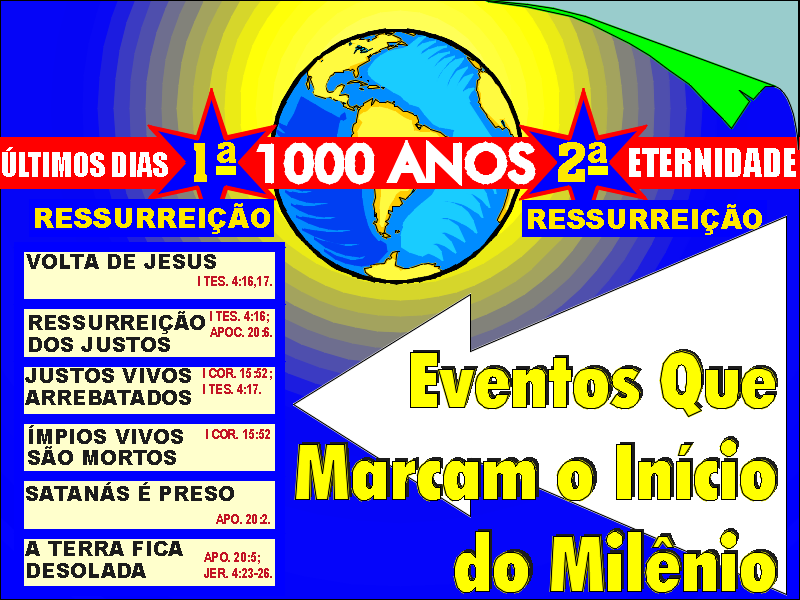 ÚLTIMOS DIAS 1ª 1000 ANOS 2ª ETERNIDADE
RESSURREIÇÃO RESSURREIÇÃO
VOLTA DE JESUS
I TES. 4:16,17.
RESSURREIÇÃO I TES. 4:16;
DOS JUSTOS APOC. 20:6.
JUSTOS VIVOS I COR. 15:52;
ARREBATADOS I TES. 4:17.
ÍMPIOS VIVOS I COR. 15:52
SÃO MORTOS
SATANÁS É PRESO
APO. 20:2.
A TERRA FICA APO. 20:5;
DESOLADA JER. 4:23-26.
Eventos Que
Marcam o Início
do Milênio